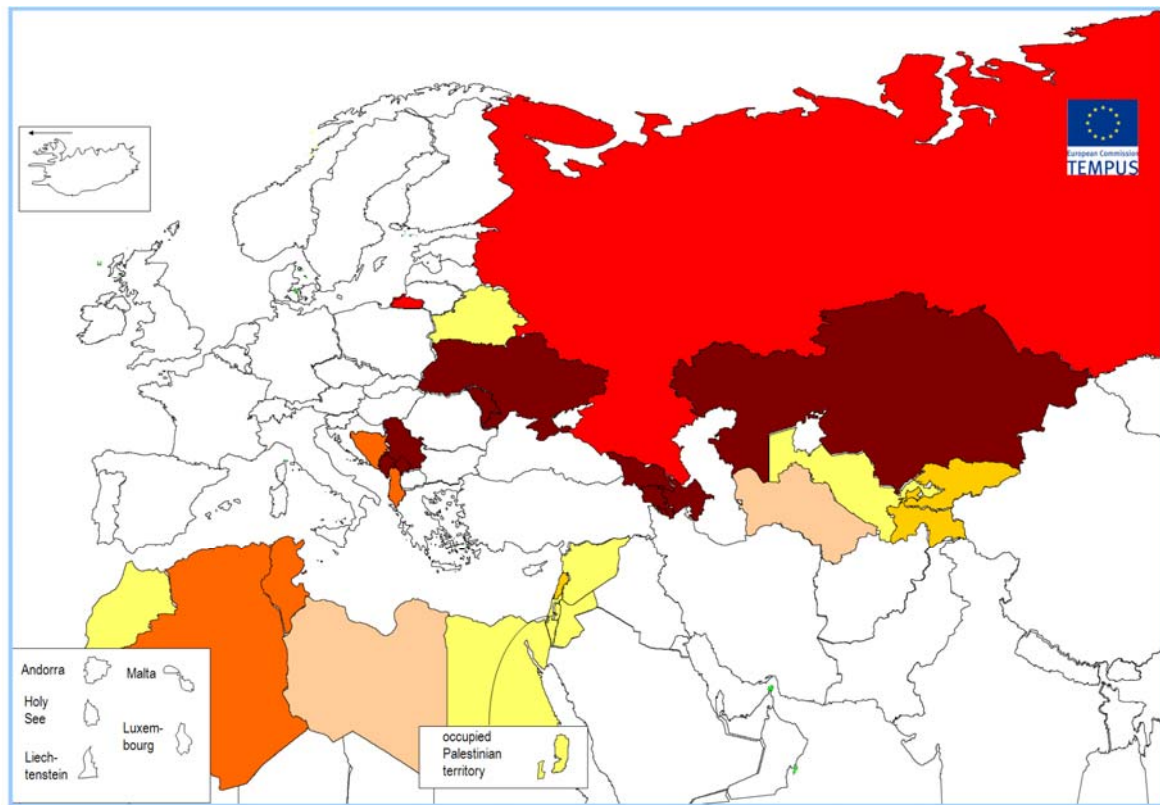 European Commission
TEMPUS
Andorra
Malta
Holy
See
Luxem-
bourg
Liech-
tenstein
occupied
Palestinian
territory